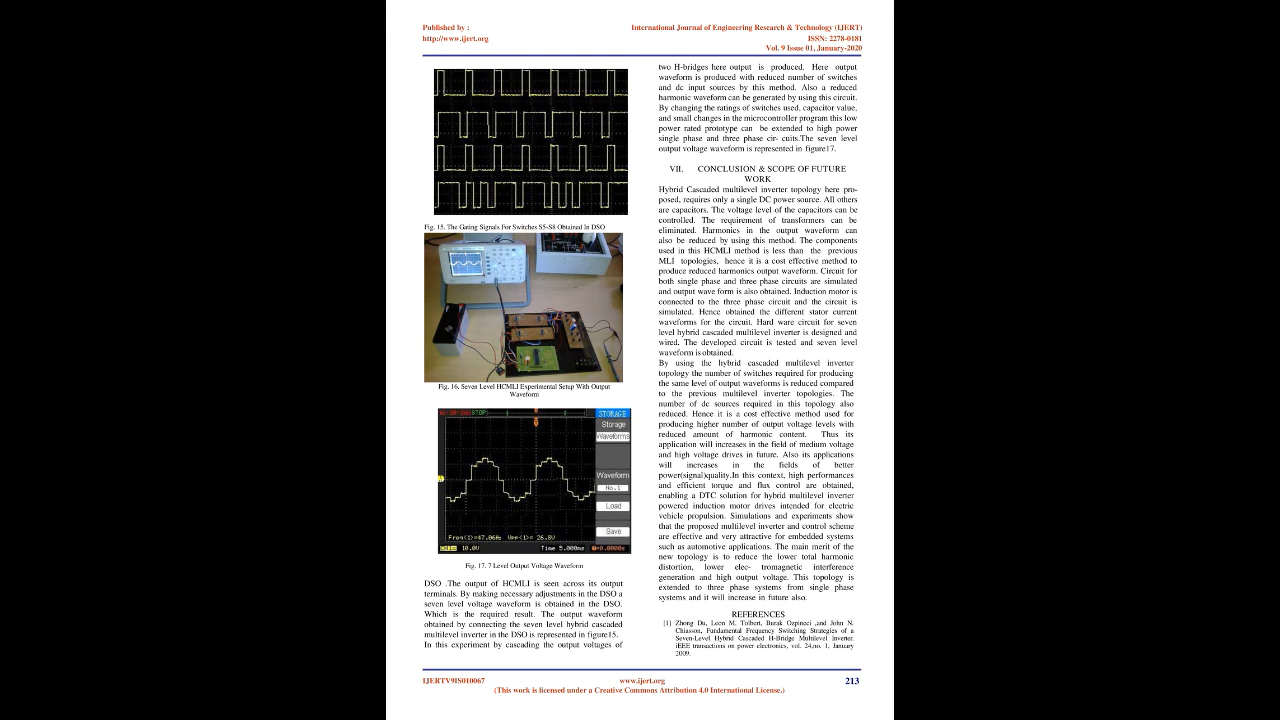 Published by :
http://www.ijert.org
International Journal of Engineering Research & Technology (IJERT)
ISSN: 2278-0181
Vol. 9 Issue 01, January-2020
Fig. 15. The Gating Signals For Switches S5-S8 Obtained In DSO
Fig. 16. Seven Level HCMLI Experimental Setup With Output
Waveform
STOP
STORAGE
Storage
Waveforms
Waveform
No.1
Load
Save
Freq(1)=47.06Hz Vpp(1)= 26.8V
CH1= 10.0V Time 5.000ms 0.0000s
Fig. 17. 7 Level Output Voltage Waveform
DSO .The output of HCMLI is seen across its output
terminals. By making necessary adjustments in the DSO a
seven level voltage waveform is obtained in the DSO.
Which is the required result. The output waveform
obtained by connecting the seven level hybrid cascaded
multilevel inverter in the DSO is represented in figure15.
In this experiment by cascading the output voltages of
two H-bridges here output is produced. Here output
waveform is produced with reduced number of switches
and dc input sources by this method. Also a reduced
harmonic waveform can be generated by using this circuit.
By changing the ratings of switches used, capacitor value,
and small changes in the microcontroller program this low
power rated prototype can be extended to high power
single phase and three phase cir- cuits.The seven level
output voltage waveform is represented in figure17.
VII. CONCLUSION & SCOPE OF FUTURE
WORK
Hybrid Cascaded multilevel inverter topology here pro-
posed, requires only a single DC power source. All others
are capacitors. The voltage level of the capacitors can be
controlled. The requirement of transformers can be
eliminated. Harmonics in the output waveform can
also be reduced by using this method. The components
used in this HCMLI method is less than the previous
MLI topologies, hence it is a cost effective method to
produce reduced harmonics output waveform. Circuit for
both single phase and three phase circuits are simulated
and output wave form is also obtained. Induction motor is
connected to the three phase circuit and the circuit is
simulated. Hence obtained the different stator current
waveforms for the circuit. Hard ware circuit for seven
level hybrid cascaded multilevel inverter is designed and
wired. The developed circuit is tested and seven level
waveform is obtained.
By using the hybrid cascaded multilevel inverter
topology the number of switches required for producing
the same level of output waveforms is reduced compared
to the previous multilevel inverter topologies. The
number of dc sources required in this topology also
reduced. Hence it is a cost effective method used for
producing higher number of output voltage levels with
reduced amount of harmonic content. Thus its
application will increases in the field of medium voltage
and high voltage drives in future. Also its applications
will increases in the fields of better
power(signal)quality.In this context, high performances
and efficient torque and flux control are obtained,
enabling a DTC solution for hybrid multilevel inverter
powered induction motor drives intended for electric
vehicle propulsion. Simulations and experiments show
that the proposed multilevel inverter and control scheme
are effective and very attractive for embedded systems
such as automotive applications. The main merit of the
new topology is to reduce the lower total harmonic
distortion, lower elec- tromagnetic interference
generation and high output voltage. This topology is
extended to three phase systems from single phase
systems and it will increase in future also.
REFERENCES
[1] Zhong Du, Leon M. Tolbert, Burak Ozpineci ,and John N.
Chiasson, Fundamental Frequency Switching Strategies of a
Seven-Level Hybrid Cascaded H-Bridge Multilevel Inverter.
iEEE transactions on power electronics, vol. 24,no. 1, January
2009.
IJERTV9IS010067
www.ijert.org
213
(This work is licensed under a Creative Commons Attribution 4.0 International License.)